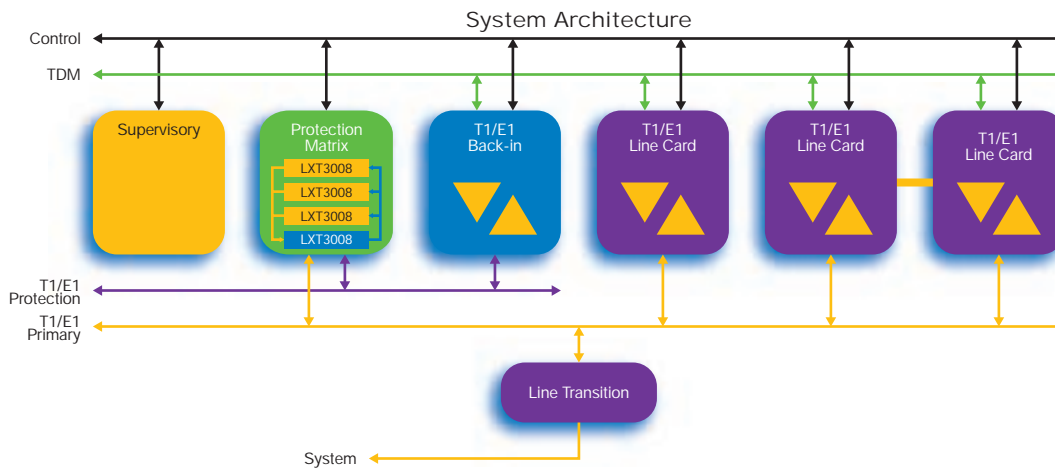 System Architecture
Control
TDM
Supervisory
Protection
Matrix
LXT3008
LXT3008
LXT3008
LXT3008
T1/E1
Back-in
T1/E1
Line Card
T1/E1
Line Card
T1/E1
Line Card
T1/E1
Protection
T1/E1
Primary
Line Transition
System